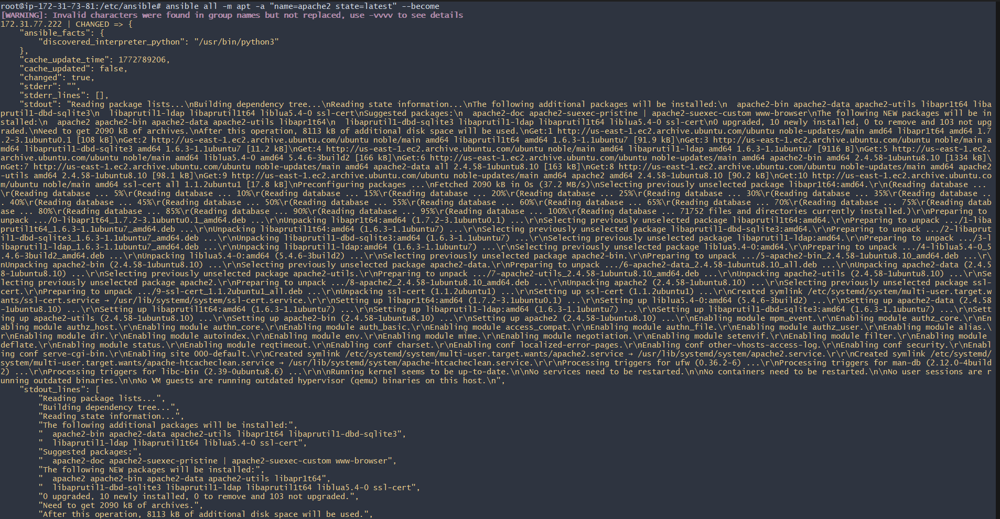 root@ip-172-31-73-81:/etc/ansible# ansible all -m apt -a "name=apache2 state=latest" --become
[WARNING]: Invalid characters were found in group names but not replaced, use -vvvv to see details
172.31.77.222 | CHANGED => {
    "ansible_facts": {
        "discovered_interpreter_python": "/usr/bin/python3"
    },
    "cache_update_time": 1772789206,
    "cache_updated": false,
    "changed": true,
    "stderr": "",
    "stderr_lines": [],
    "stdout": "Reading package lists...\nBuilding dependency tree...\nReading state information...\nThe following additional packages will be installed:\n  apache2-bin apache2-data apache2-utils libapr1t64 liba
prutil1-dbd-sqlite3\n  libaprutil1-ldap libaprutil1t64 liblua5.4-0 ssl-cert\nSuggested packages:\n  apache2-doc apache2-suexec-pristine | apache2-suexec-custom www-browser\nThe following NEW packages will be in
stalled:\n  apache2 apache2-bin apache2-data apache2-utils libapr1t64\n  libaprutil1-dbd-sqlite3 libaprutil1-ldap libaprutil1t64 liblua5.4-0 ssl-cert\n0 upgraded, 10 newly installed, 0 to remove and 103 not upg
raded.\nNeed to get 2090 kB of archives.\nAfter this operation, 8113 kB of additional disk space will be used.\nGet:1 http://us-east-1.ec2.archive.ubuntu.com/ubuntu noble-updates/main amd64 libapr1t64 amd64 1.7
.2-3.1ubuntu0.1 [108 kB]\nGet:2 http://us-east-1.ec2.archive.ubuntu.com/ubuntu noble/main amd64 libaprutil1t64 amd64 1.6.3-1.1ubuntu7 [91.9 kB]\nGet:3 http://us-east-1.ec2.archive.ubuntu.com/ubuntu noble/main a
md64 libaprutil1-dbd-sqlite3 amd64 1.6.3-1.1ubuntu7 [11.2 kB]\nGet:4 http://us-east-1.ec2.archive.ubuntu.com/ubuntu noble/main amd64 libaprutil1-ldap amd64 1.6.3-1.1ubuntu7 [9116 B]\nGet:5 http://us-east-1.ec2.
archive.ubuntu.com/ubuntu noble/main amd64 liblua5.4-0 amd64 5.4.6-3build2 [166 kB]\nGet:6 http://us-east-1.ec2.archive.ubuntu.com/ubuntu noble-updates/main amd64 apache2-bin amd64 2.4.58-1ubuntu8.10 [1334 kB]\
nGet:7 http://us-east-1.ec2.archive.ubuntu.com/ubuntu noble-updates/main amd64 apache2-data all 2.4.58-1ubuntu8.10 [163 kB]\nGet:8 http://us-east-1.ec2.archive.ubuntu.com/ubuntu noble-updates/main amd64 apache2
-utils amd64 2.4.58-1ubuntu8.10 [98.1 kB]\nGet:9 http://us-east-1.ec2.archive.ubuntu.com/ubuntu noble-updates/main amd64 apache2 amd64 2.4.58-1ubuntu8.10 [90.2 kB]\nGet:10 http://us-east-1.ec2.archive.ubuntu.co
m/ubuntu noble/main amd64 ssl-cert all 1.1.2ubuntu1 [17.8 kB]\nPreconfiguring packages ...\nFetched 2090 kB in 0s (37.2 MB/s)\nSelecting previously unselected package libapr1t64:amd64.\r\n(Reading database ... 
\r(Reading database ... 5%\r(Reading database ... 10%\r(Reading database ... 15%\r(Reading database ... 20%\r(Reading database ... 25%\r(Reading database ... 30%\r(Reading database ... 35%\r(Reading database ..
. 40%\r(Reading database ... 45%\r(Reading database ... 50%\r(Reading database ... 55%\r(Reading database ... 60%\r(Reading database ... 65%\r(Reading database ... 70%\r(Reading database ... 75%\r(Reading datab
ase ... 80%\r(Reading database ... 85%\r(Reading database ... 90%\r(Reading database ... 95%\r(Reading database ... 100%\r(Reading database ... 71752 files and directories currently installed.)\r\nPreparing to 
unpack .../0-libapr1t64_1.7.2-3.1ubuntu0.1_amd64.deb ...\r\nUnpacking libapr1t64:amd64 (1.7.2-3.1ubuntu0.1) ...\r\nSelecting previously unselected package libaprutil1t64:amd64.\r\nPreparing to unpack .../1-liba
prutil1t64_1.6.3-1.1ubuntu7_amd64.deb ...\r\nUnpacking libaprutil1t64:amd64 (1.6.3-1.1ubuntu7) ...\r\nSelecting previously unselected package libaprutil1-dbd-sqlite3:amd64.\r\nPreparing to unpack .../2-libaprut
il1-dbd-sqlite3_1.6.3-1.1ubuntu7_amd64.deb ...\r\nUnpacking libaprutil1-dbd-sqlite3:amd64 (1.6.3-1.1ubuntu7) ...\r\nSelecting previously unselected package libaprutil1-ldap:amd64.\r\nPreparing to unpack .../3-l
ibaprutil1-ldap_1.6.3-1.1ubuntu7_amd64.deb ...\r\nUnpacking libaprutil1-ldap:amd64 (1.6.3-1.1ubuntu7) ...\r\nSelecting previously unselected package liblua5.4-0:amd64.\r\nPreparing to unpack .../4-liblua5.4-0_5
.4.6-3build2_amd64.deb ...\r\nUnpacking liblua5.4-0:amd64 (5.4.6-3build2) ...\r\nSelecting previously unselected package apache2-bin.\r\nPreparing to unpack .../5-apache2-bin_2.4.58-1ubuntu8.10_amd64.deb ...\r\
nUnpacking apache2-bin (2.4.58-1ubuntu8.10) ...\r\nSelecting previously unselected package apache2-data.\r\nPreparing to unpack .../6-apache2-data_2.4.58-1ubuntu8.10_all.deb ...\r\nUnpacking apache2-data (2.4.5
8-1ubuntu8.10) ...\r\nSelecting previously unselected package apache2-utils.\r\nPreparing to unpack .../7-apache2-utils_2.4.58-1ubuntu8.10_amd64.deb ...\r\nUnpacking apache2-utils (2.4.58-1ubuntu8.10) ...\r\nSe
lecting previously unselected package apache2.\r\nPreparing to unpack .../8-apache2_2.4.58-1ubuntu8.10_amd64.deb ...\r\nUnpacking apache2 (2.4.58-1ubuntu8.10) ...\r\nSelecting previously unselected package ssl-
cert.\r\nPreparing to unpack .../9-ssl-cert_1.1.2ubuntu1_all.deb ...\r\nUnpacking ssl-cert (1.1.2ubuntu1) ...\r\nSetting up ssl-cert (1.1.2ubuntu1) ...\r\nCreated symlink /etc/systemd/system/multi-user.target.w
ants/ssl-cert.service → /usr/lib/systemd/system/ssl-cert.service.\r\r\nSetting up libapr1t64:amd64 (1.7.2-3.1ubuntu0.1) ...\r\nSetting up liblua5.4-0:amd64 (5.4.6-3build2) ...\r\nSetting up apache2-data (2.4.58
-1ubuntu8.10) ...\r\nSetting up libaprutil1t64:amd64 (1.6.3-1.1ubuntu7) ...\r\nSetting up libaprutil1-ldap:amd64 (1.6.3-1.1ubuntu7) ...\r\nSetting up libaprutil1-dbd-sqlite3:amd64 (1.6.3-1.1ubuntu7) ...\r\nSett
ing up apache2-utils (2.4.58-1ubuntu8.10) ...\r\nSetting up apache2-bin (2.4.58-1ubuntu8.10) ...\r\nSetting up apache2 (2.4.58-1ubuntu8.10) ...\r\nEnabling module mpm_event.\r\nEnabling module authz_core.\r\nEn
abling module authz_host.\r\nEnabling module authn_core.\r\nEnabling module auth_basic.\r\nEnabling module access_compat.\r\nEnabling module authn_file.\r\nEnabling module authz_user.\r\nEnabling module alias.\
r\nEnabling module dir.\r\nEnabling module autoindex.\r\nEnabling module env.\r\nEnabling module mime.\r\nEnabling module negotiation.\r\nEnabling module setenvif.\r\nEnabling module filter.\r\nEnabling module 
deflate.\r\nEnabling module status.\r\nEnabling module reqtimeout.\r\nEnabling conf charset.\r\nEnabling conf localized-error-pages.\r\nEnabling conf other-vhosts-access-log.\r\nEnabling conf security.\r\nEnabl
ing conf serve-cgi-bin.\r\nEnabling site 000-default.\r\nCreated symlink /etc/systemd/system/multi-user.target.wants/apache2.service → /usr/lib/systemd/system/apache2.service.\r\r\nCreated symlink /etc/systemd/
system/multi-user.target.wants/apache-htcacheclean.service → /usr/lib/systemd/system/apache-htcacheclean.service.\r\r\nProcessing triggers for ufw (0.36.2-6) ...\r\nProcessing triggers for man-db (2.12.0-4build
2) ...\r\nProcessing triggers for libc-bin (2.39-0ubuntu8.6) ...\r\n\nRunning kernel seems to be up-to-date.\n\nNo services need to be restarted.\n\nNo containers need to be restarted.\n\nNo user sessions are r
unning outdated binaries.\n\nNo VM guests are running outdated hypervisor (qemu) binaries on this host.\n",
    "stdout_lines": [
        "Reading package lists...",
        "Building dependency tree...",
        "Reading state information...",
        "The following additional packages will be installed:",
        "  apache2-bin apache2-data apache2-utils libapr1t64 libaprutil1-dbd-sqlite3",
        "  libaprutil1-ldap libaprutil1t64 liblua5.4-0 ssl-cert",
        "Suggested packages:",
        "  apache2-doc apache2-suexec-pristine | apache2-suexec-custom www-browser",
        "The following NEW packages will be installed:",
        "  apache2 apache2-bin apache2-data apache2-utils libapr1t64",
        "  libaprutil1-dbd-sqlite3 libaprutil1-ldap libaprutil1t64 liblua5.4-0 ssl-cert",
        "0 upgraded, 10 newly installed, 0 to remove and 103 not upgraded.",
        "Need to get 2090 kB of archives.",
        "After this operation, 8113 kB of additional disk space will be used.",